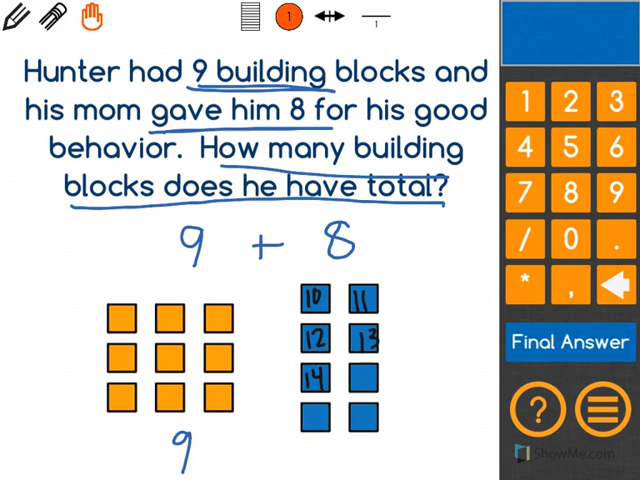 1
1
Hunter had 9 building blocks and
his mom gave him 8 for his good
behavior. How many building
blocks does he have total?
9 + 8
10 11
12 13
14
9
1 2 3
4 5 6
7 8 9
/ 0 .
* ,
Final Answer
?
ShowMe.com